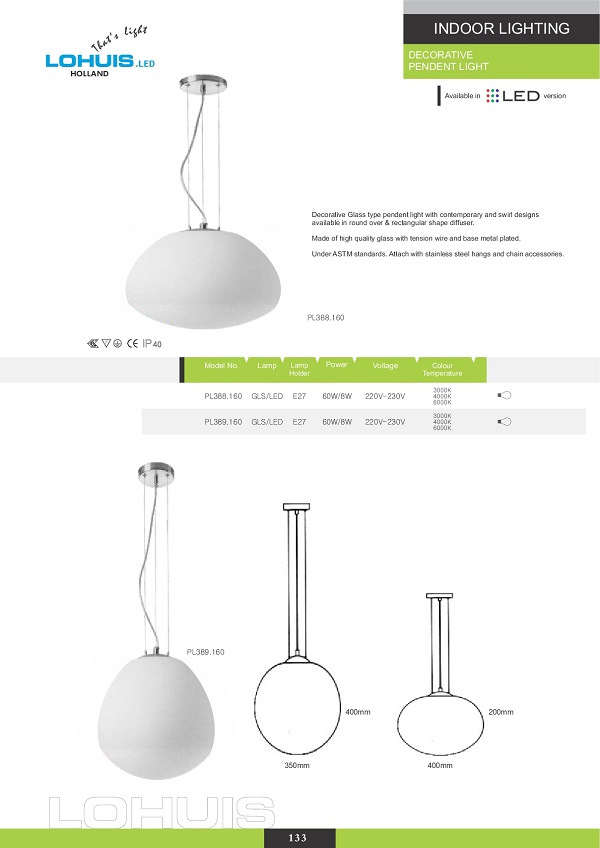 That's light
LOHUIS.LED
HOLLAND
INDOOR LIGHTING
DECORATIVE
PENDENT LIGHT
Available in LED version
Decorative Glass type pendent light with contemporary and swirl designs
available in round over & rectangular shape diffuser.
Made of high quality glass with tension wire and base metal plated.
Under ASTM standards. Attach with stainless steel hangs and chain accessories.
PL388.160
CE IP40
Model No. Lamp Lamp Holder Power Voltage Colour Temperature
PL388.160 GLS/LED E27 60W/8W 220V-230V 3000K 4000K 6000K
PL389.160 GLS/LED E27 60W/8W 220V-230V 3000K 4000K 6000K
PL389.160
400mm
350mm
200mm
400mm
LOHUIS
133